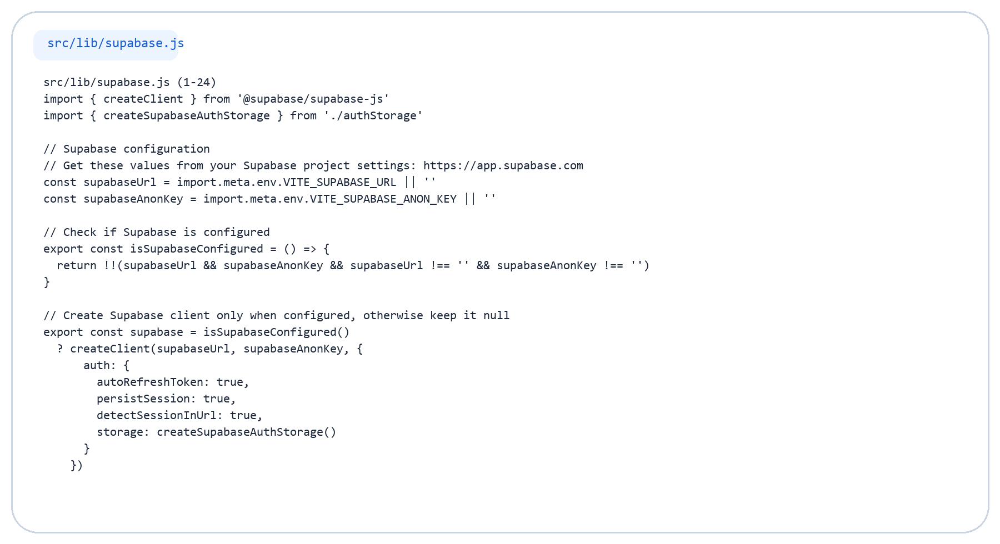 src/lib/supabase.js
src/lib/supabase.js (1-24)
import { createClient } from '@supabase/supabase-js'
import { createSupabaseAuthStorage } from './authStorage'

// Supabase configuration
// Get these values from your Supabase project settings: https://app.supabase.com
const supabaseUrl = import.meta.env.VITE_SUPABASE_URL || ''
const supabaseAnonKey = import.meta.env.VITE_SUPABASE_ANON_KEY || ''

// Check if Supabase is configured
export const isSupabaseConfigured = () => {
  return !!(supabaseUrl && supabaseAnonKey && supabaseUrl !== '' && supabaseAnonKey !== '')
}

// Create Supabase client only when configured, otherwise keep it null
export const supabase = isSupabaseConfigured()
  ? createClient(supabaseUrl, supabaseAnonKey, {
      auth: {
        autoRefreshToken: true,
        persistSession: true,
        detectSessionInUrl: true,
        storage: createSupabaseAuthStorage()
      }
    })